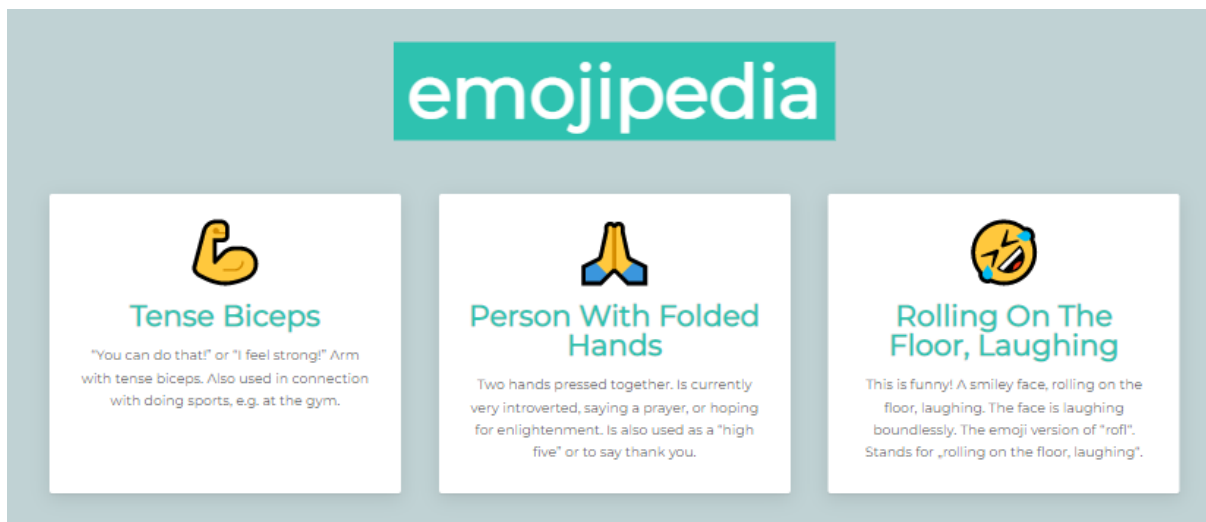 emojipedia
Tense Biceps
"You can do that!" or "I feel strong!" Arm
with tense biceps. Also used in connection
with doing sports, e.g. at the gym.
Person With Folded
Hands
Two hands pressed together. Is currently
very introverted, saying a prayer, or hoping
for enlightenment. Is also used as a "high
five" or to say thank you.
Rolling On The
Floor, Laughing
This is funny! A smiley face, rolling on the
floor, laughing. The face is laughing
boundlessly. The emoji version of "rofl".
Stands for „rolling on the floor, laughing".